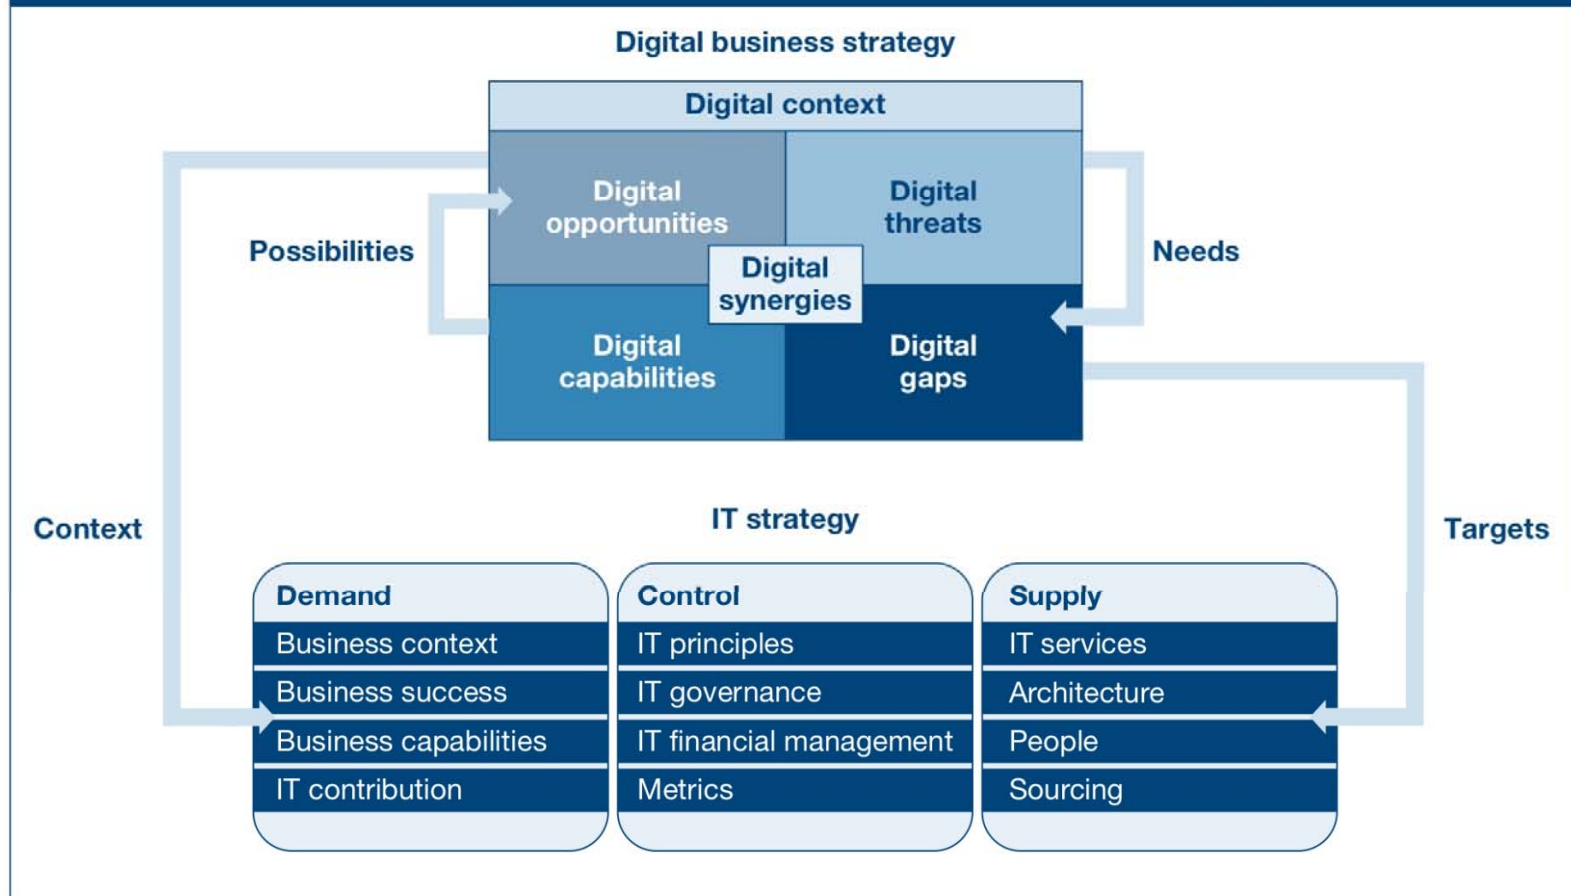 Digital business strategy
Digital context
Digital
opportunities
Digital
threats
Possibilities
Needs
Digital
synergies
Digital
capabilities
Digital
gaps
Context
IT strategy
Targets
Demand
Business context
Business success
Business capabilities
IT contribution
Control
IT principles
IT governance
IT financial management
Metrics
Supply
IT services
Architecture
People
Sourcing